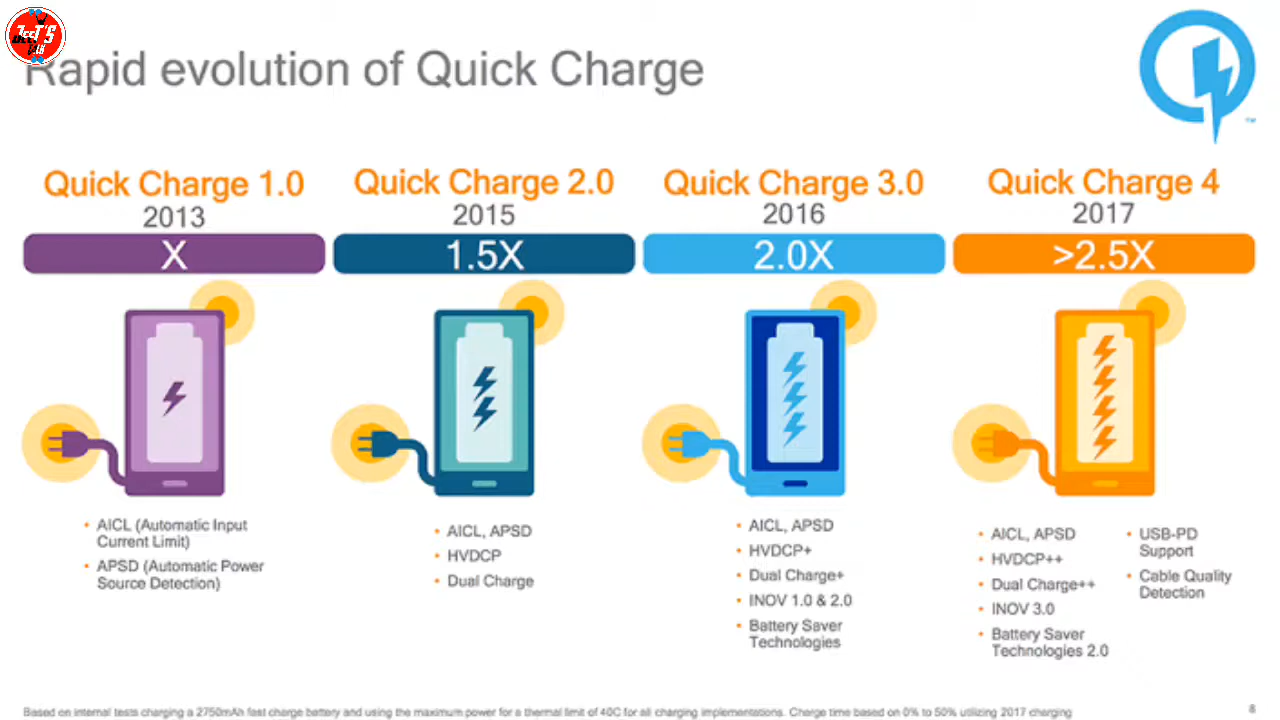 JEET'S
Rapid evolution of Quick Charge
TM
Quick Charge 1.0
2013
X
AICL (Automatic Input
Current Limit)
APSD (Automatic Power
Source Detection)
Quick Charge 2.0
2015
1.5X
AICL, APSD
HVDCP
Dual Charge
Quick Charge 3.0
2016
2.0X
AICL, APSD
HVDCP+
Dual Charge+
INOV 1.0 & 2.0
Battery Saver
Technologies
Quick Charge 4
2017
>2.5X
AICL, APSD
HVDCP++
Dual Charge++
INOV 3.0
Battery Saver
Technologies 2.0
USB-PD
Support
Cable Quality
Detection
Based on internal tests charging a 2750mAh fast charge battery and using the maximum power for a thermal limit of 40C for all charging implementations. Charge time based on 0% to 50% utilizing 2017 charging
8